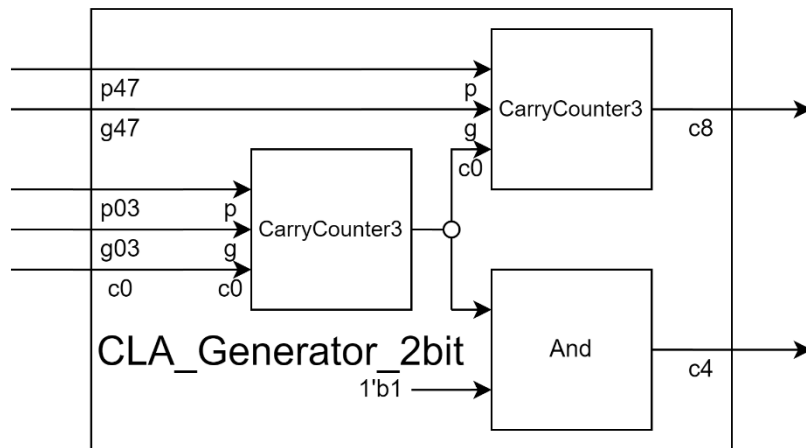 p47
p
g47
g
CarryCounter3
c8
c0
p03
p
g03
g
c0
c0
CarryCounter3
CLA_Generator_2bit
And
c4
1'b1